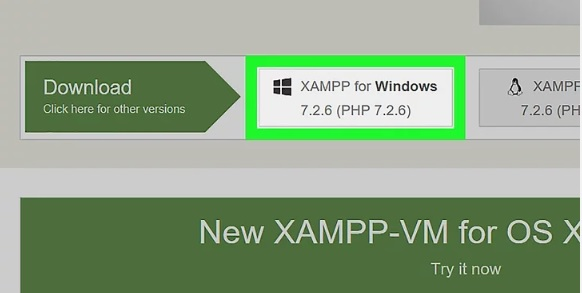 Download
Click here for other versions
XAMPP for Windows
7.2.6 (PHP 7.2.6)
XAMPP
7.2.6 (PH
New XAMPP-VM for OS X
Try it now